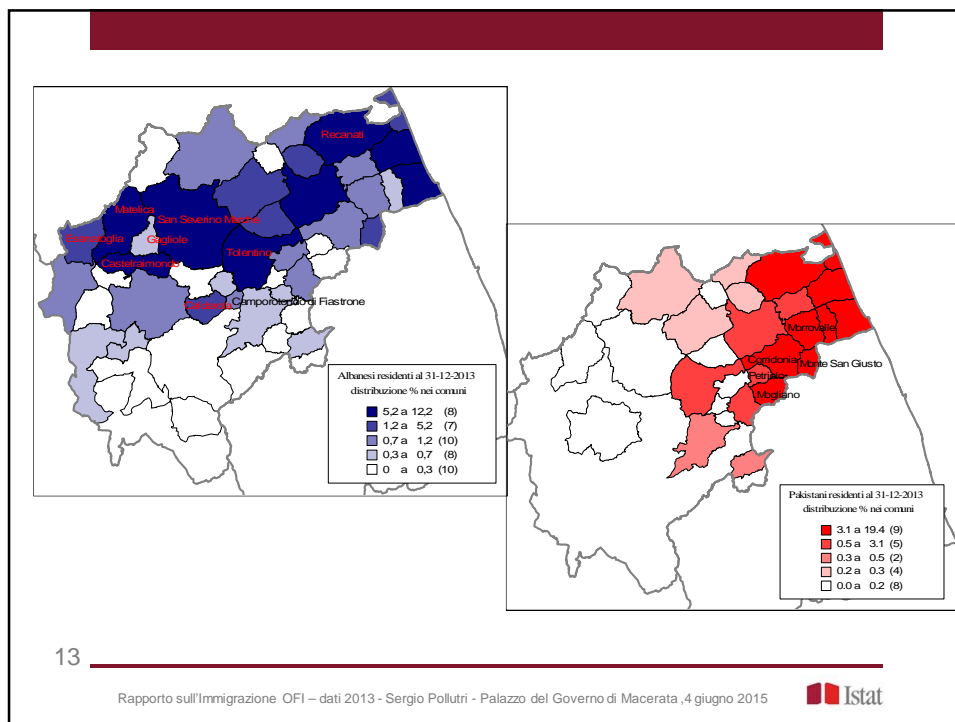 Recanati
Matelica
San Severino Marche
Gagliole
Castelraimondo
Tolentino
Caldarola
Camporotondo di Fiastrone
Albanesi residenti al 31-12-2013
distribuzione % nei comuni
5,2 a 12,2 (8)
1,2 a 5,2 (7)
0,7 a 1,2 (10)
0,3 a 0,7 (8)
0 a 0,3 (10)
Morrovalle
Corridonia
Monte San Giusto
Petriolo
Mogliano
Pakistani residenti al 31-12-2013
distribuzione % nei comuni
3.1 a 19.4 (9)
0.5 a 3.1 (5)
0.3 a 0.5 (2)
0.2 a 0.3 (4)
0.0 a 0.2 (8)
13
Rapporto sull'Immigrazione OFI – dati 2013 - Sergio Pollutri - Palazzo del Governo di Macerata ,4 giugno 2015
Istat